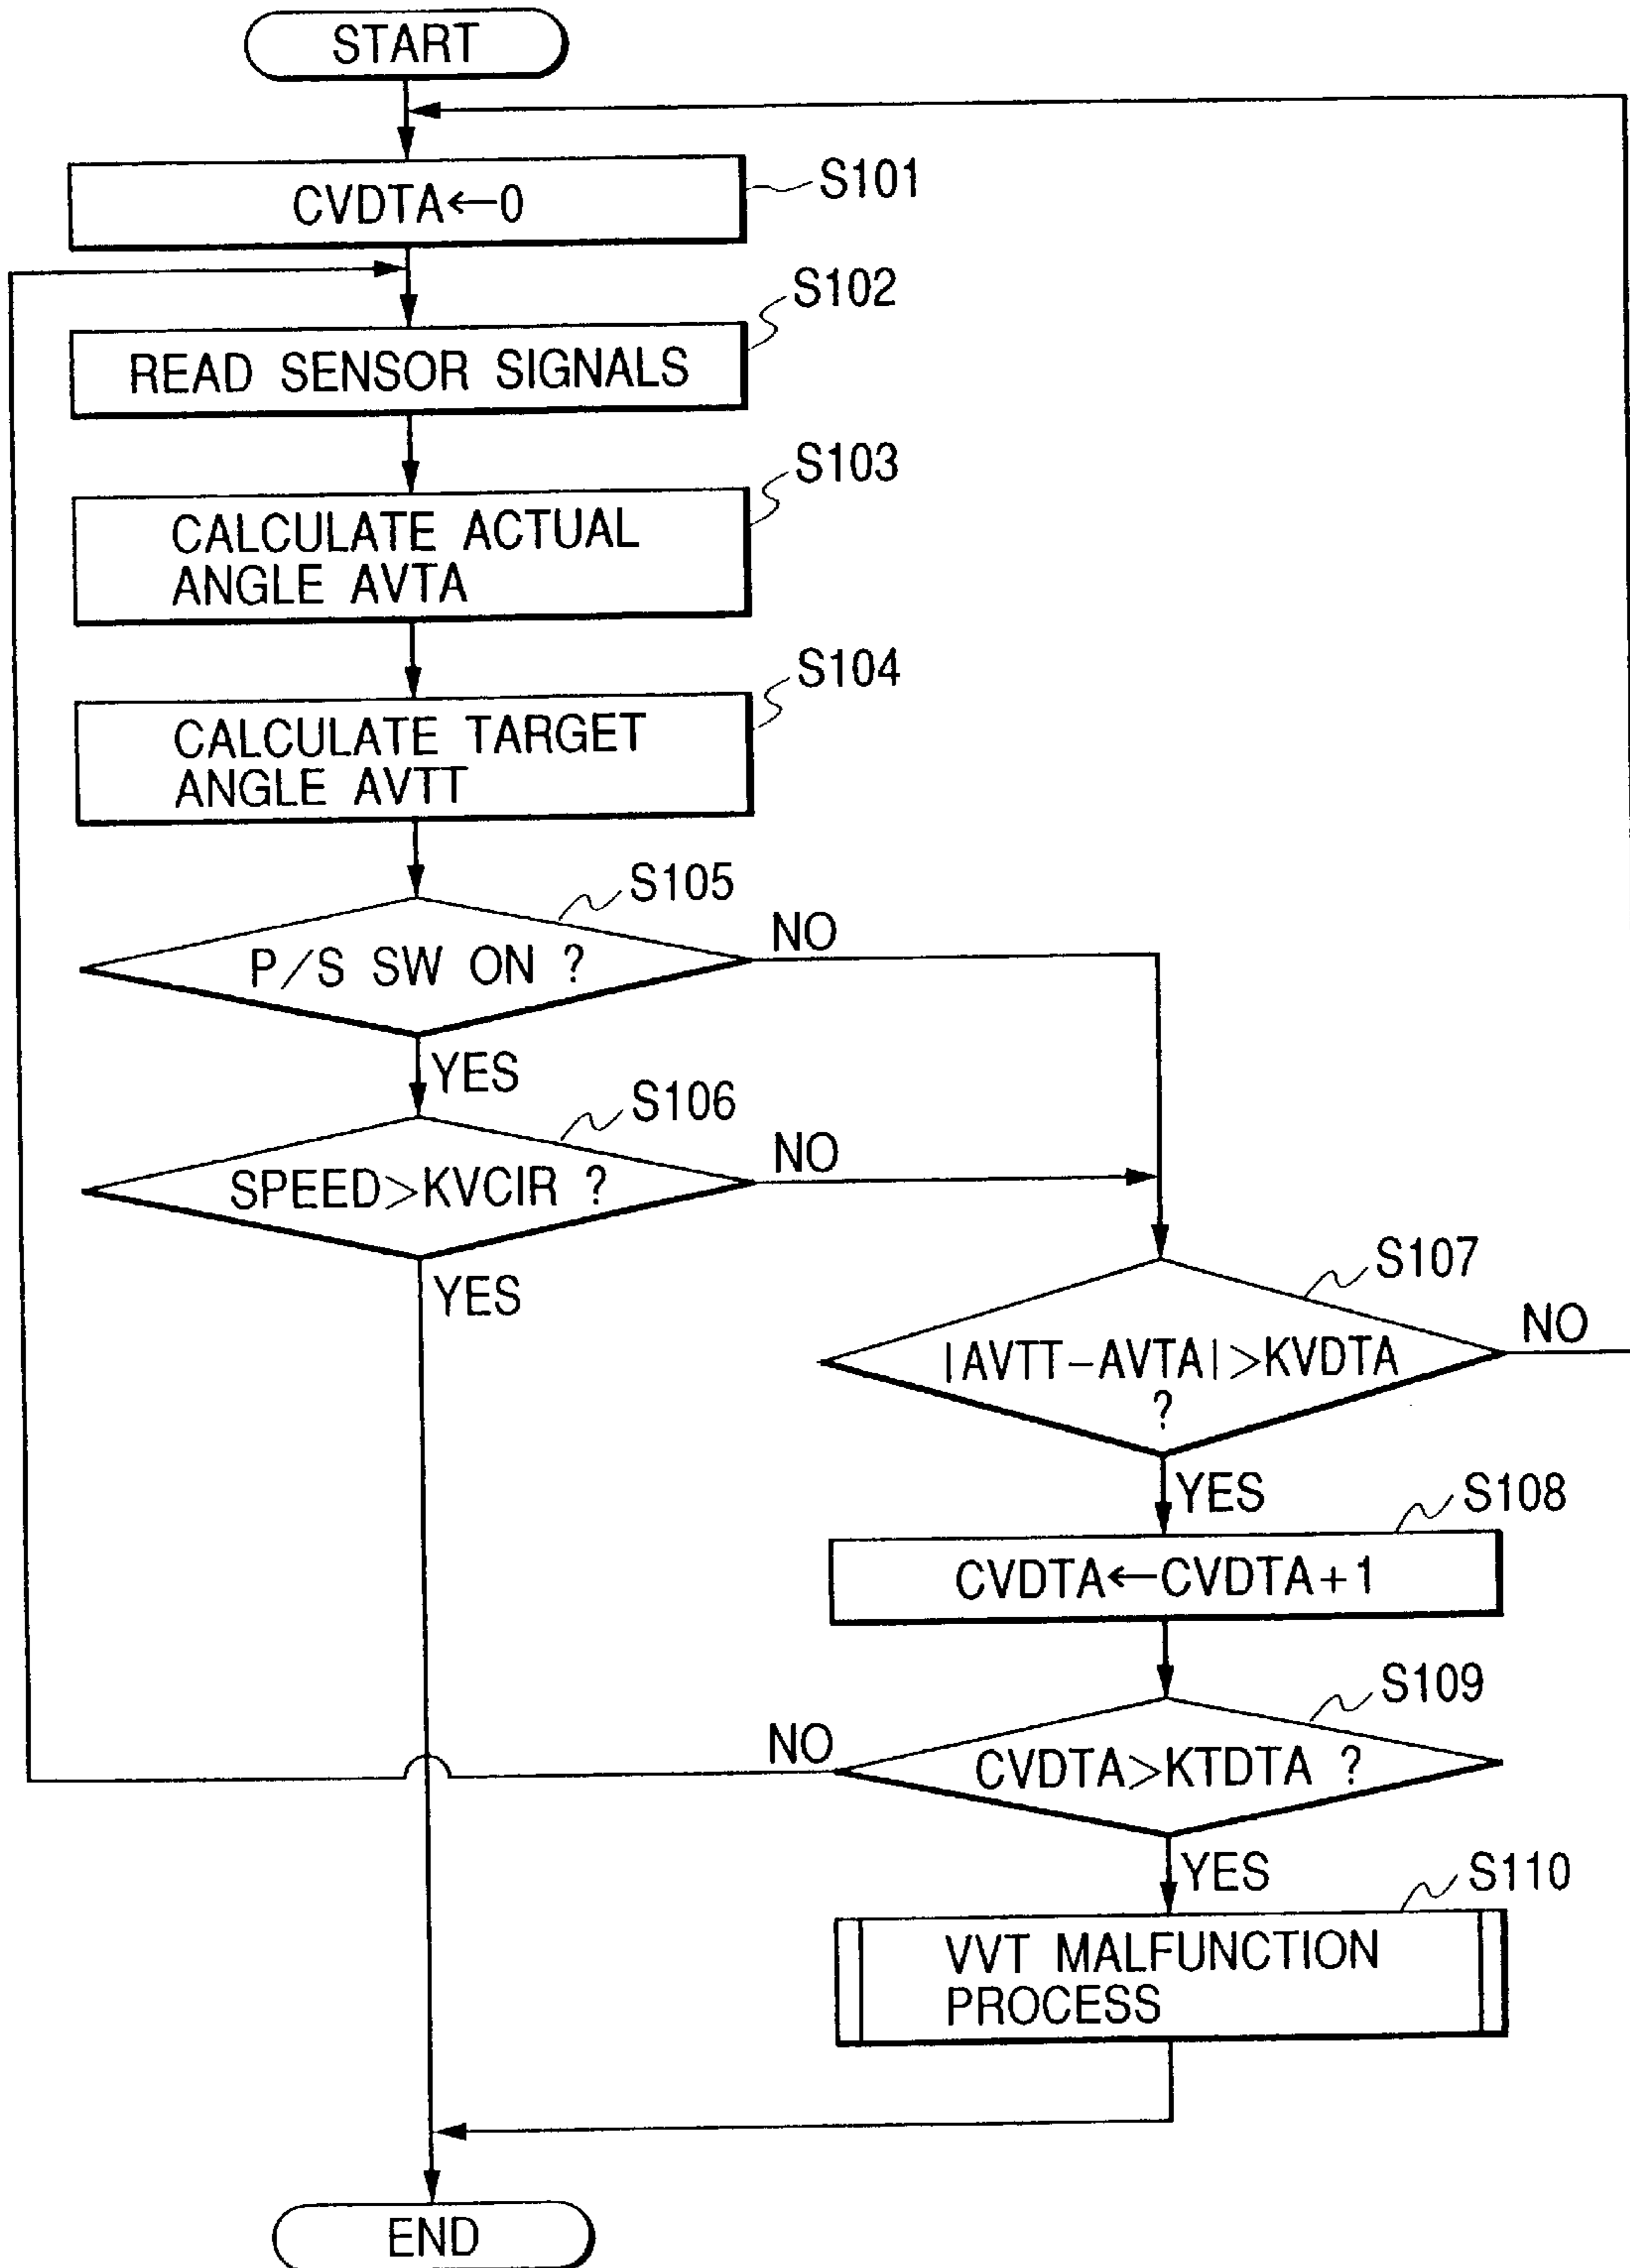 START
CVDTA←0
S101
S102
READ SENSOR SIGNALS
S103
CALCULATE ACTUAL
ANGLE AVTA
S104
CALCULATE TARGET
ANGLE AVTT
S105
P/S SW ON ?
NO
YES
S106
SPEED>KVCIR ?
NO
YES
S107
|AVTT-AVTA|>KVDTA
?
NO
YES
S108
CVDTA←CVDTA+1
S109
CVDTA>KTDTA ?
NO
YES
S110
VVT MALFUNCTION
PROCESS
END